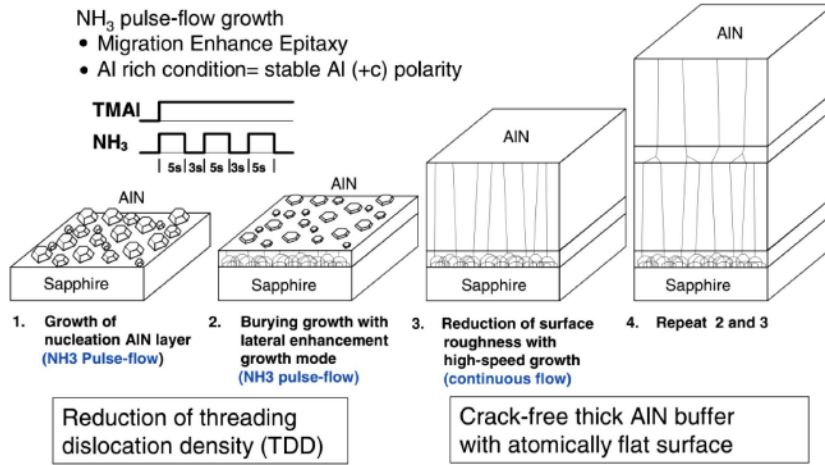 NH₃ pulse-flow growth
• Migration Enhance Epitaxy
• Al rich condition= stable Al (+c) polarity
TMAl
NH₃
5s 3s 5s 3s 5s
AlN
Sapphire
1. Growth of
nucleation AlN layer
(NH3 Pulse-flow)
AlN
Sapphire
2. Burying growth with
lateral enhancement
growth mode
(NH3 pulse-flow)
AlN
Sapphire
3. Reduction of surface
roughness with
high-speed growth
(continuous flow)
AlN
Sapphire
4. Repeat 2 and 3
Reduction of threading
dislocation density (TDD)
Crack-free thick AlN buffer
with atomically flat surface